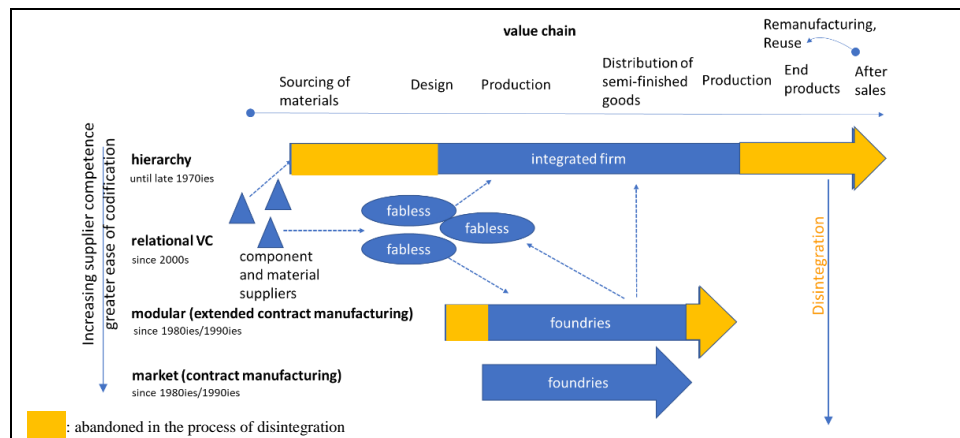 value chain
Remanufacturing,
Reuse
Sourcing of
materials
Design
Production
Distribution of
semi-finished
goods
Production
End
products
After
sales
Increasing supplier competence
greater ease of codification
hierarchy
until late 1970ies
integrated firm
fabless
fabless
fabless
relational VC
since 2000s
component
and material
suppliers
Disintegration
modular (extended contract manufacturing)
since 1980ies/1990ies
foundries
market (contract manufacturing)
since 1980ies/1990ies
foundries
: abandoned in the process of disintegration